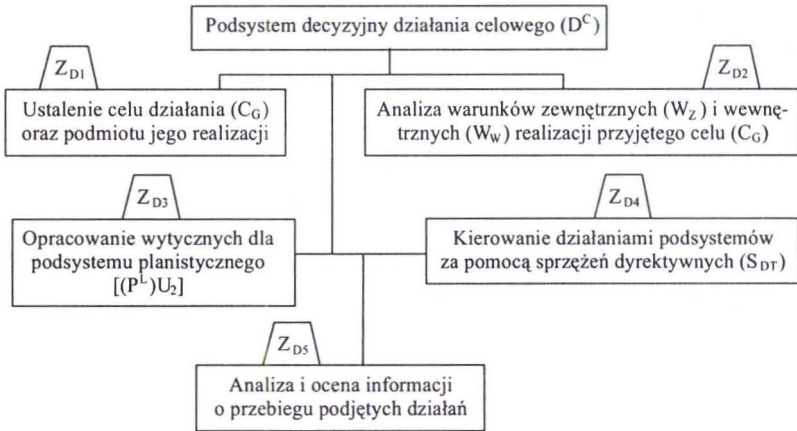 Podsystem decyzyjny działania celowego (D^C)
Z_D1
Ustalenie celu działania (C_G)
oraz podmiotu jego realizacji
Z_D2
Analiza warunków zewnętrznych (W_Z) i wewnę-
trznych (W_W) realizacji przyjętego celu (C_G)
Z_D3
Opracowanie wytycznych dla
podsystemu planistycznego
[(P^L)U_2]
Z_D4
Kierowanie działaniami podsystemów
za pomocą sprzężeń dyrektywnych (S_DT)
Z_D5
Analiza i ocena informacji
o przebiegu podjętych działań